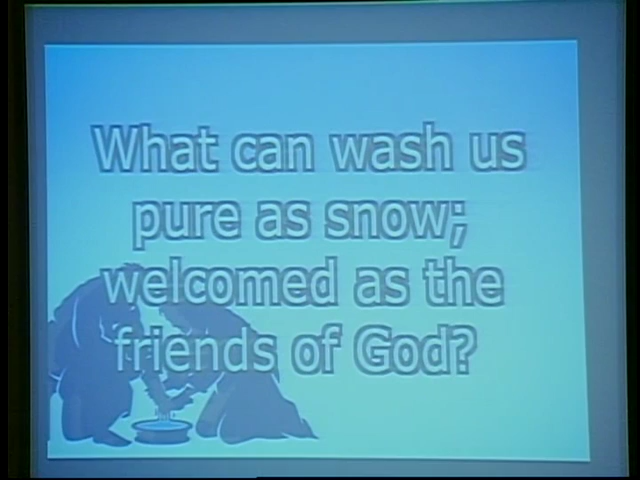 What can wash us
pure as snow;
welcomed as the
friends of God?